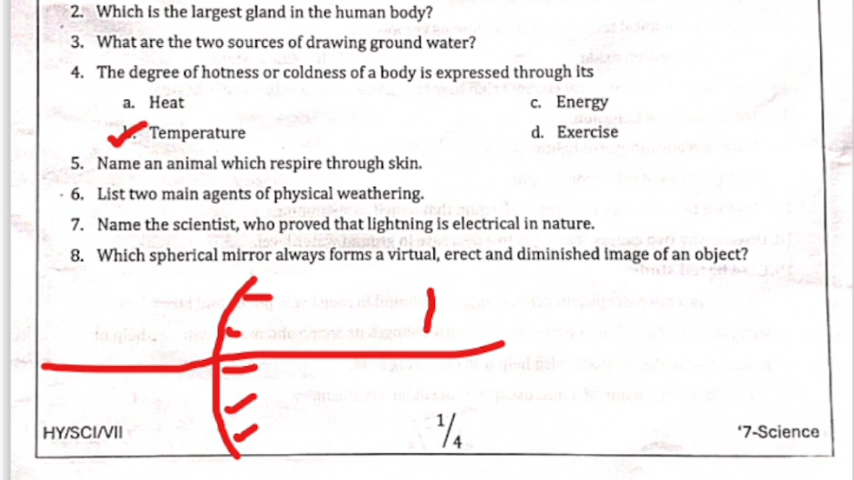 2. Which is the largest gland in the human body?
3. What are the two sources of drawing ground water?
4. The degree of hotness or coldness of a body is expressed through its
a. Heat c. Energy
b. Temperature d. Exercise
5. Name an animal which respire through skin.
6. List two main agents of physical weathering.
7. Name the scientist, who proved that lightning is electrical in nature.
8. Which spherical mirror always forms a virtual, erect and diminished image of an object?
HY/SCI/VII 1/4 '7-Science